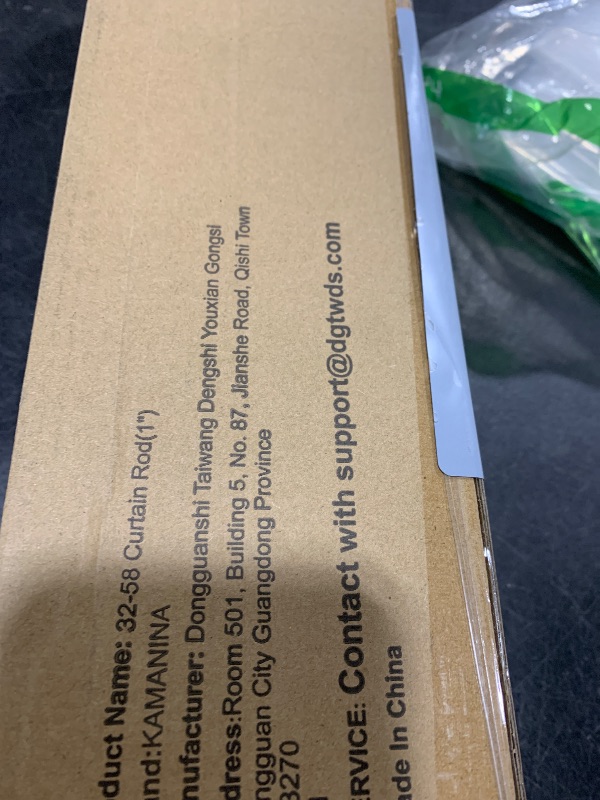 duct Name: 32-58 Curtain Rod(1")
nd:KAMANINA
nufacturer: Dongguanshi Taiwang Dengshi Youxian GongsI
dress:Room 501, Building 5, No. 87, Jianshe Road, Qishi Town
ngguan City Guangdong Province
3270
RVICE: Contact with support@dgtwds.com
ade In China